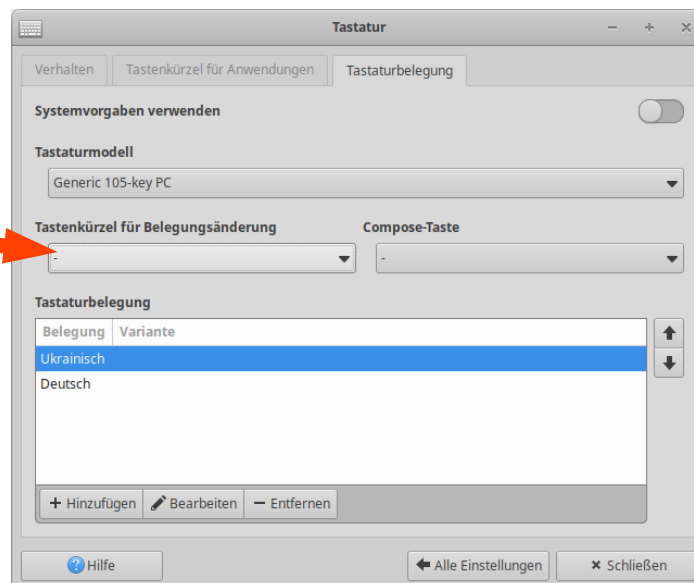 Tastatur
Verhalten Tastenkürzel für Anwendungen Tastaturbelegung
Systemvorgaben verwenden
Tastaturmodell
Generic 105-key PC
Tastenkürzel für Belegungsänderung Compose-Taste
- -
Tastaturbelegung
Belegung Variante
Ukrainisch
Deutsch
Hinzufügen Bearbeiten Entfernen
Hilfe Alle Einstellungen Schließen